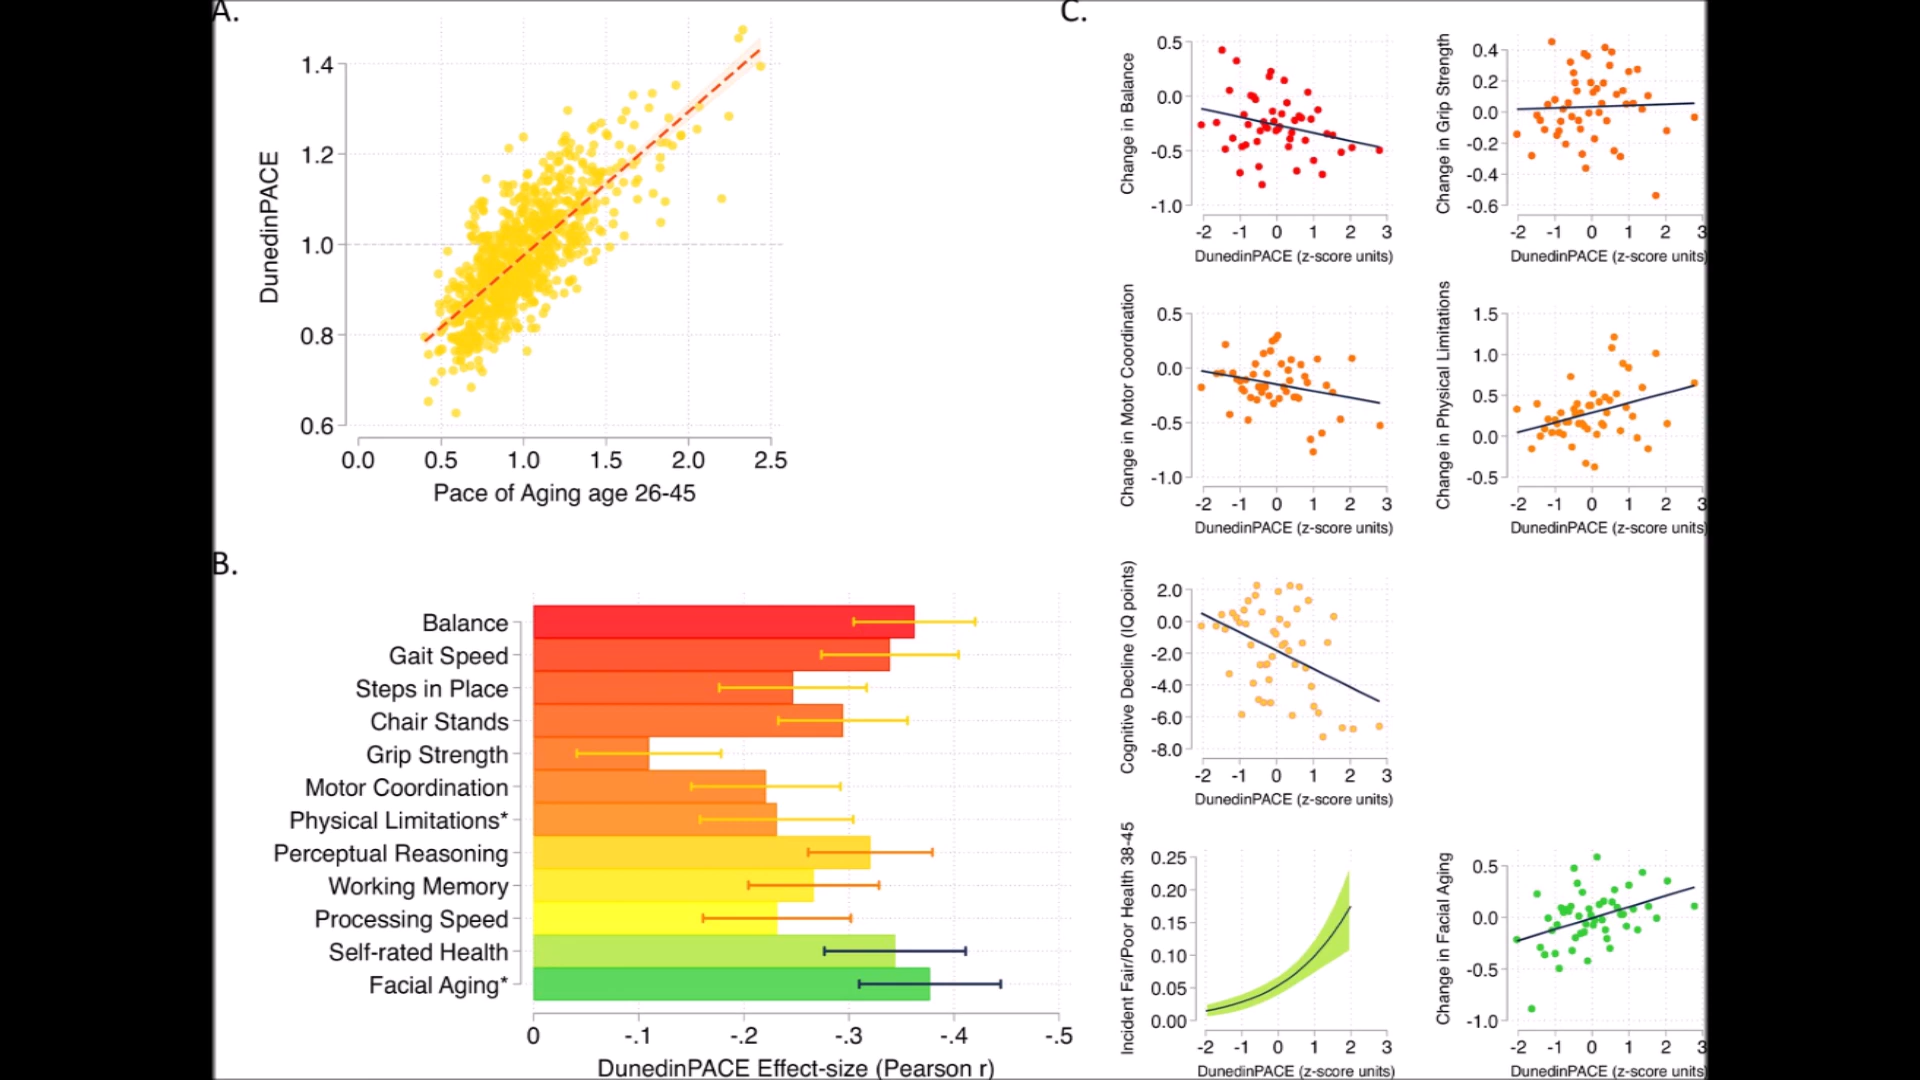 A.
DunedinPACE
1.4
1.2
1.0
0.8
0.6
0.0 0.5 1.0 1.5 2.0 2.5
Pace of Aging age 26-45
B.
Balance
Gait Speed
Steps in Place
Chair Stands
Grip Strength
Motor Coordination
Physical Limitations*
Perceptual Reasoning
Working Memory
Processing Speed
Self-rated Health
Facial Aging*
0 -.1 -.2 -.3 -.4 -.5
DunedinPACE Effect-size (Pearson r)
C.
Change in Balance
0.5
0.0
-0.5
-1.0
-2 -1 0 1 2 3
DunedinPACE (z-score units)
Change in Grip Strength
0.4
0.2
0.0
-0.2
-0.4
-0.6
-2 -1 0 1 2 3
DunedinPACE (z-score units)
Change in Motor Coordination
0.5
0.0
-0.5
-1.0
-2 -1 0 1 2 3
DunedinPACE (z-score units)
Change in Physical Limitations
1.5
1.0
0.5
0.0
-0.5
-2 -1 0 1 2 3
DunedinPACE (z-score units)
Cognitive Decline (IQ points)
2.0
0.0
-2.0
-4.0
-6.0
-8.0
-2 -1 0 1 2 3
DunedinPACE (z-score units)
Incident Fair/Poor Health 38-45
0.25
0.20
0.15
0.10
0.05
0.00
-2 -1 0 1 2 3
DunedinPACE (z-score units)
Change in Facial Aging
0.5
0.0
-0.5
-1.0
-2 -1 0 1 2 3
DunedinPACE (z-score units)